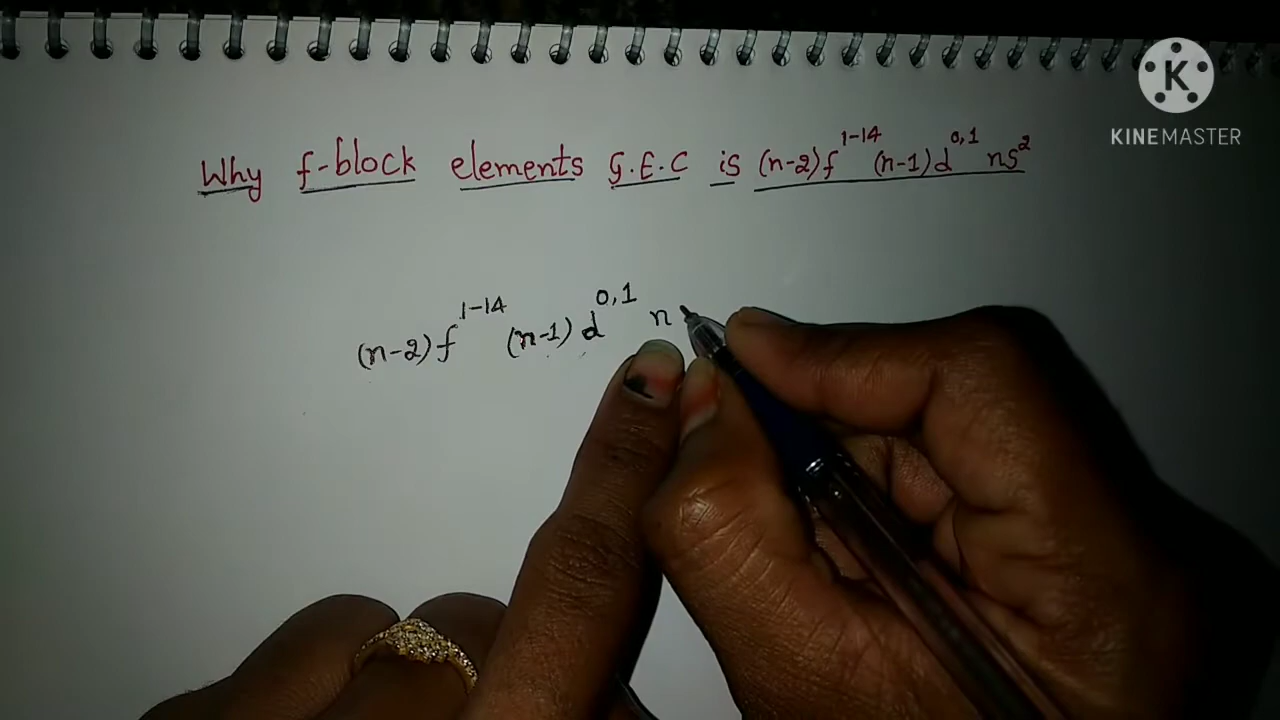 K
KINEMASTER
Why f-block elements G.E.C is (n-2)f¹⁻¹⁴ (n-1)d⁰,¹ ns²
(n-2)f¹⁻¹⁴ (n-1)d⁰,¹ n